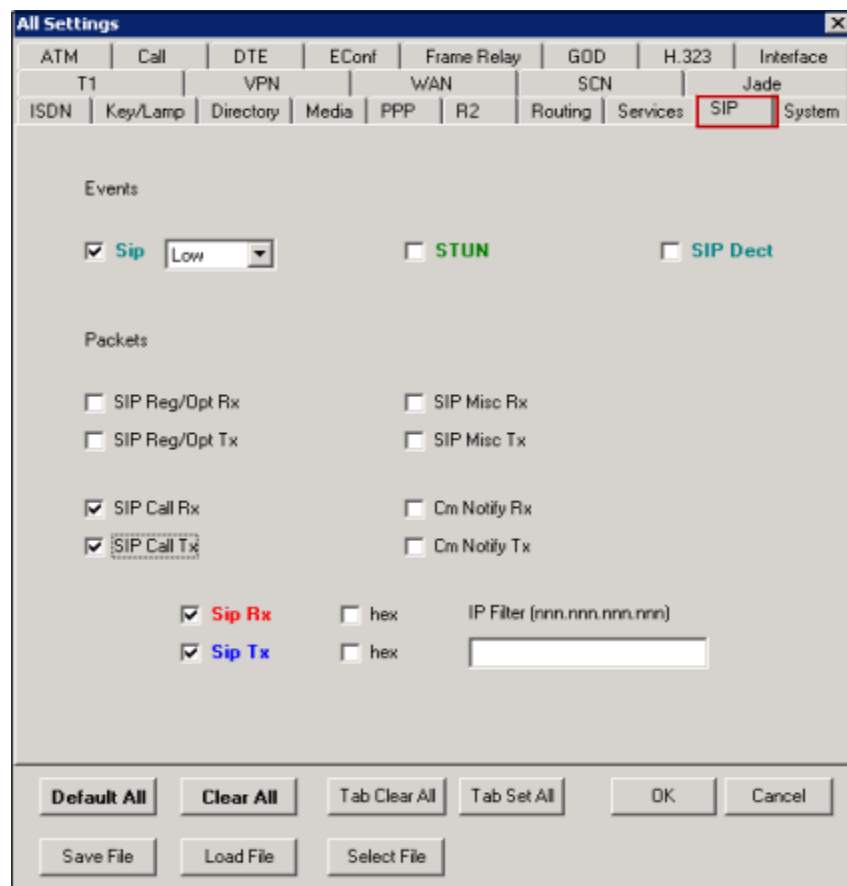 All Settings
ATM Call DTE EConf Frame Relay GOD H.323 Interface
T1 VPN WAN SCN Jade
ISDN Key/Lamp Directory Media PPP R2 Routing Services SIP System
Events
Sip Low STUN SIP Dect
Packets
SIP Reg/Opt Rx SIP Misc Rx
SIP Reg/Opt Tx SIP Misc Tx
SIP Call Rx Cm Notify Rx
SIP Call Tx Cm Notify Tx
Sip Rx hex IP Filter (nnn.nnn.nnn.nnn)
Sip Tx hex
Default All Clear All Tab Clear All Tab Set All OK Cancel
Save File Load File Select File